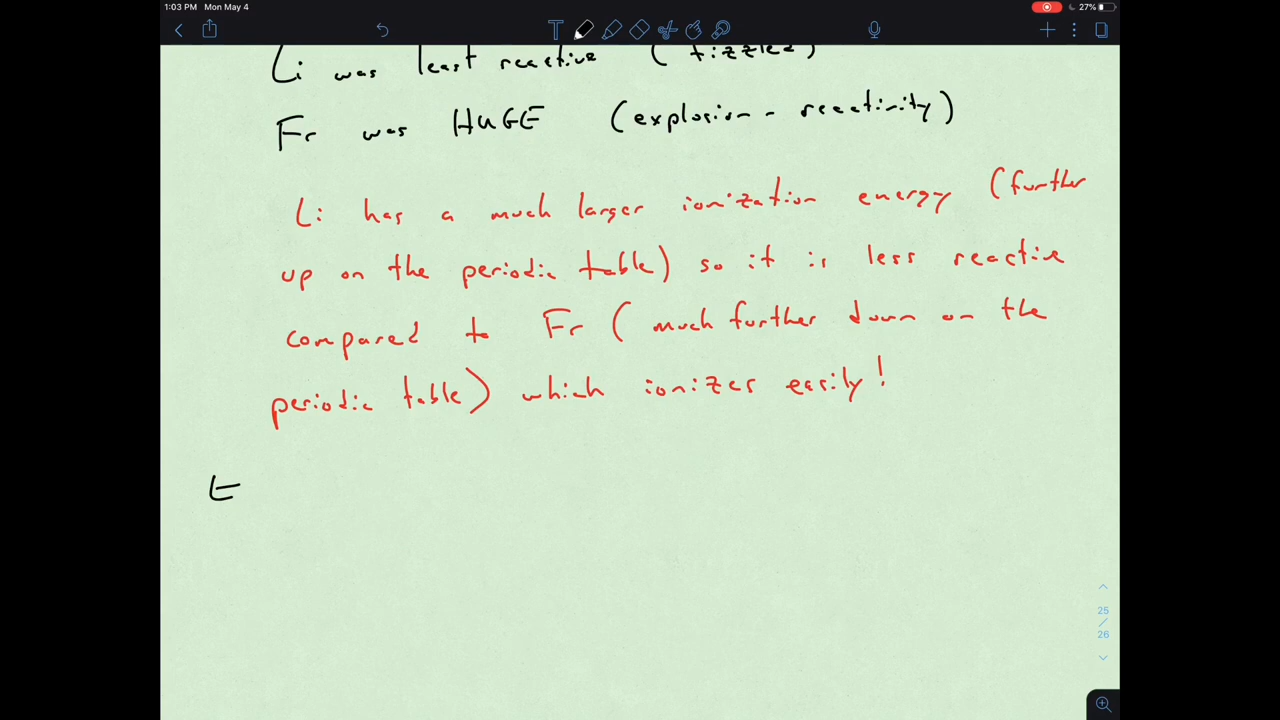 1:03 PM Mon May 4
27%
Li was least reactive (fizzled)
Fr was HUGE (explosion - reactivity)
Li has a much larger ionization energy (further
up on the periodic table) so it is less reactive
compared to Fr (much further down on the
periodic table) which ionizes easily!
E
25
/
26